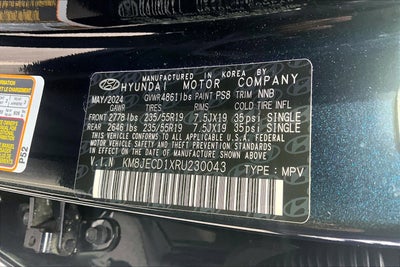 MANUFACTURED IN KOREA BY
HYUNDAI MOTOR COMPANY
MAY/2024 GVWR 4861 lbs PAINT PS8 TRIM NNB
GAWR TIRES RIMS COLD TIRE INFL
FRONT 2778 lbs 235/55R19 7.5JX19 35psi SINGLE
REAR 2646 lbs 235/55R19 7.5JX19 35psi SINGLE
THIS VEHICLE CONFORMS TO ALL APPLICABLE
FEDERAL MOTOR VEHICLE SAFETY AND THEFT
PREVENTION STANDARDS IN EFFECT ON THE
DATE OF MANUFACTURE SHOWN ABOVE.
V.I.N KM8JECD1XRU230043 TYPE : MPV
P52